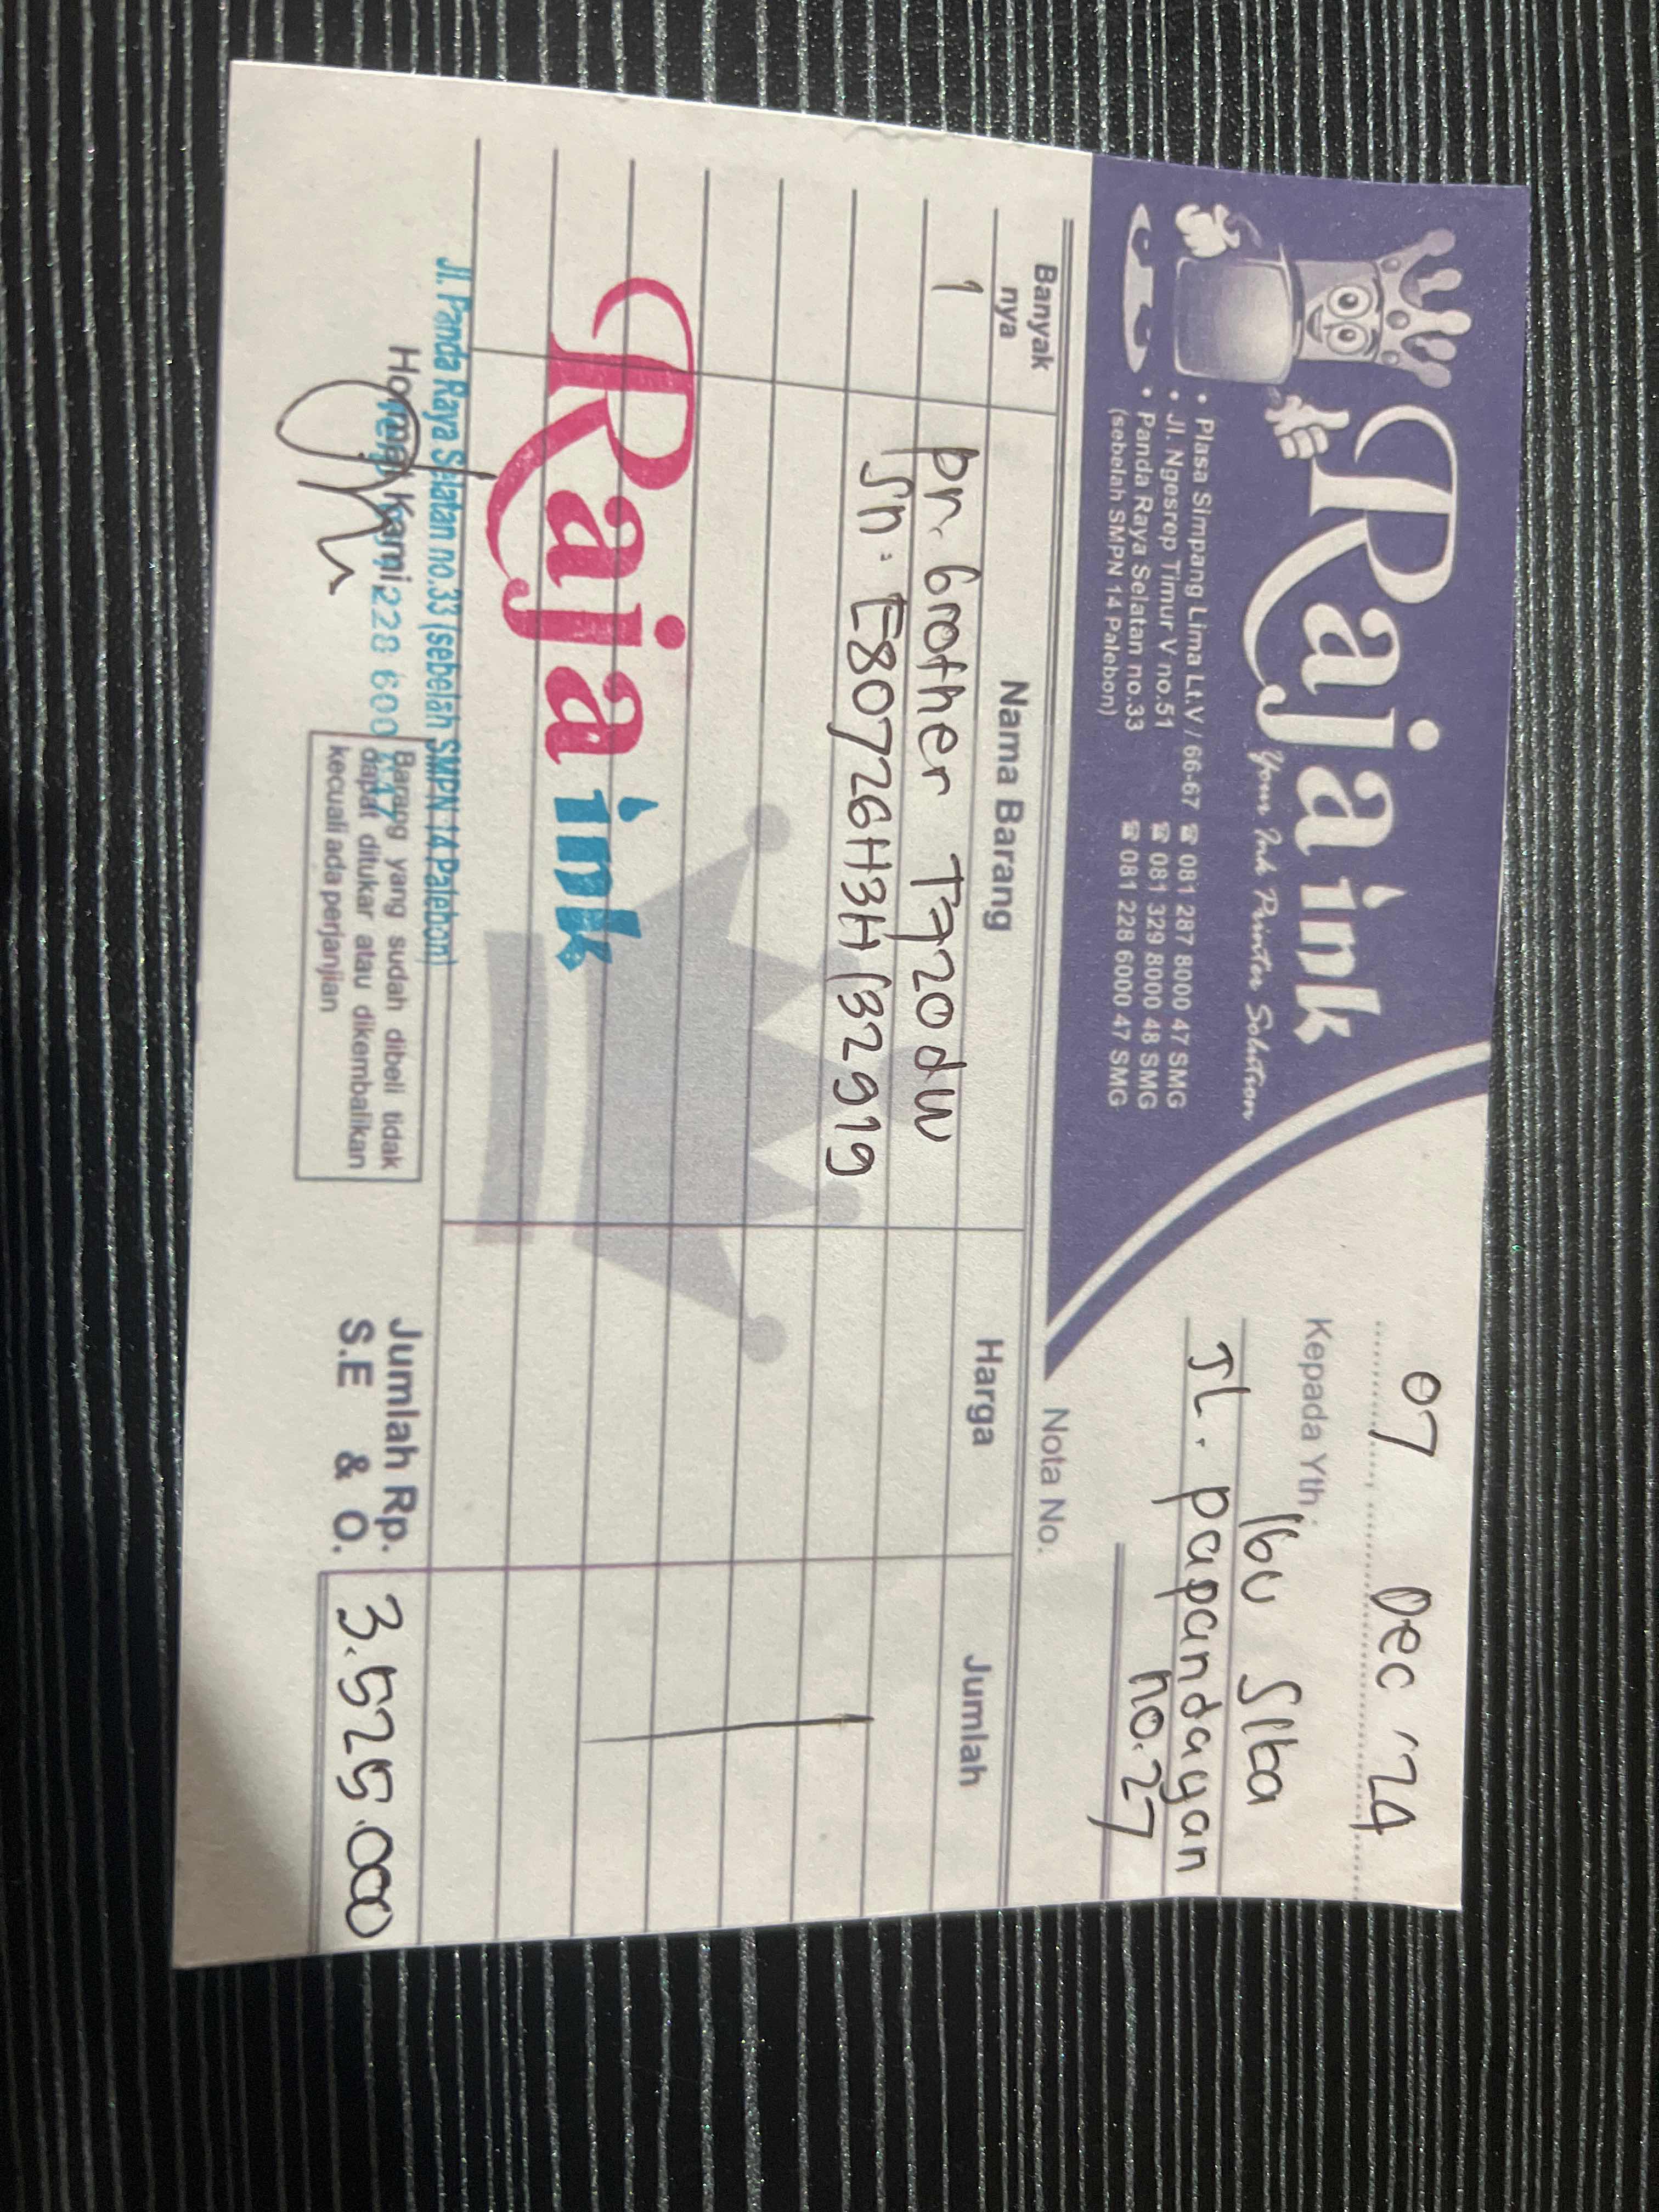 Raja ink
Your Ink Printer Solution
• Plasa Simpang Lima Lt.V / 66-67 ☎ 081 287 8000 47 SMG
• Jl. Ngesrep Timur V no.51 ☎ 081 329 8000 48 SMG
• Panda Raya Selatan no.33 ☎ 081 228 6000 47 SMG
(sebelah SMPN 14 Palebon)
07 Dec '24
Kepada Yth.
Ibu Siba
JL. papandayan
no.27
Nota No.
Banyak nya Nama Barang Harga Jumlah
1 pr. Brother T720dw
Sn: E80726H3H132919
Raja ink
Jl. Panda Raya Selatan no.33 (sebelah SMPN 14 Palebon)
Hormat Kami
Barang yang sudah dibeli tidak
dapat ditukar atau dikembalikan
kecuali ada perjanjian
Jumlah Rp. 3.525.000
S.E & O.